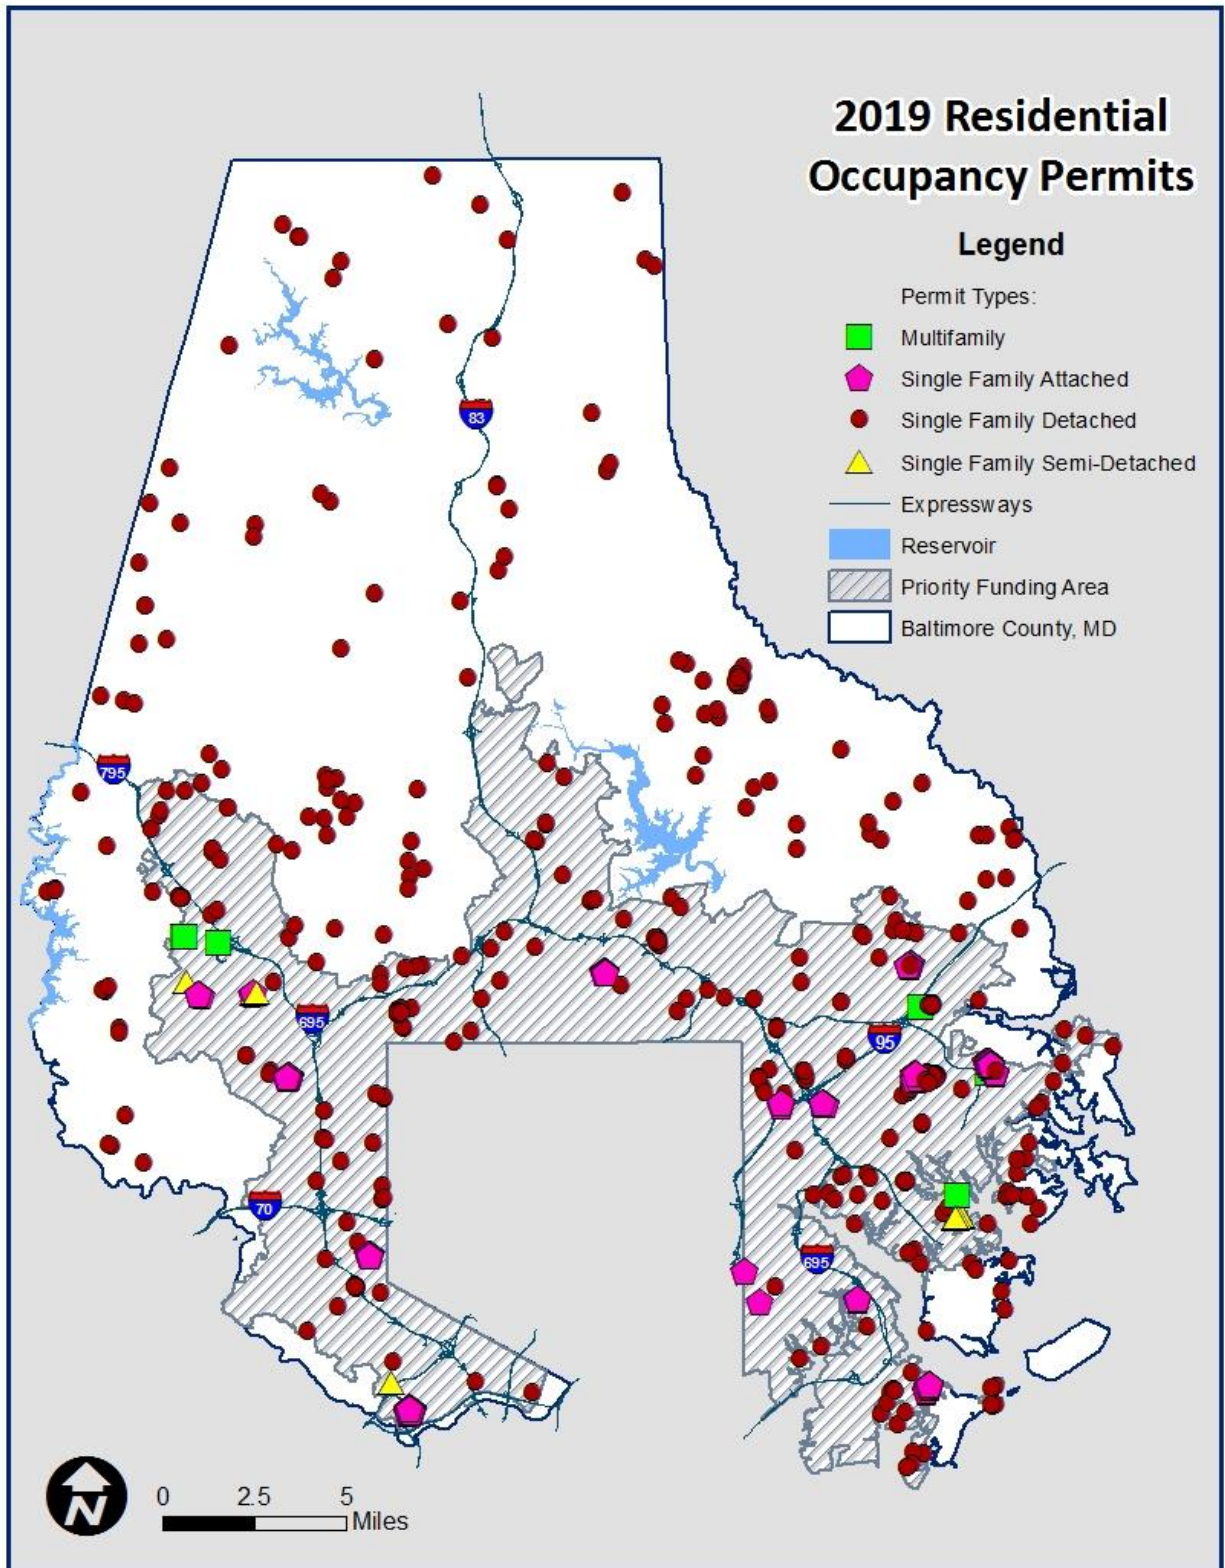 2019 Residential
Occupancy Permits
Legend
Permit Types:
Multifamily
Single Family Attached
Single Family Detached
Single Family Semi-Detached
Expressways
Reservoir
Priority Funding Area
Baltimore County, MD
83
795
695
95
70
695
N
0 2.5 5
Miles